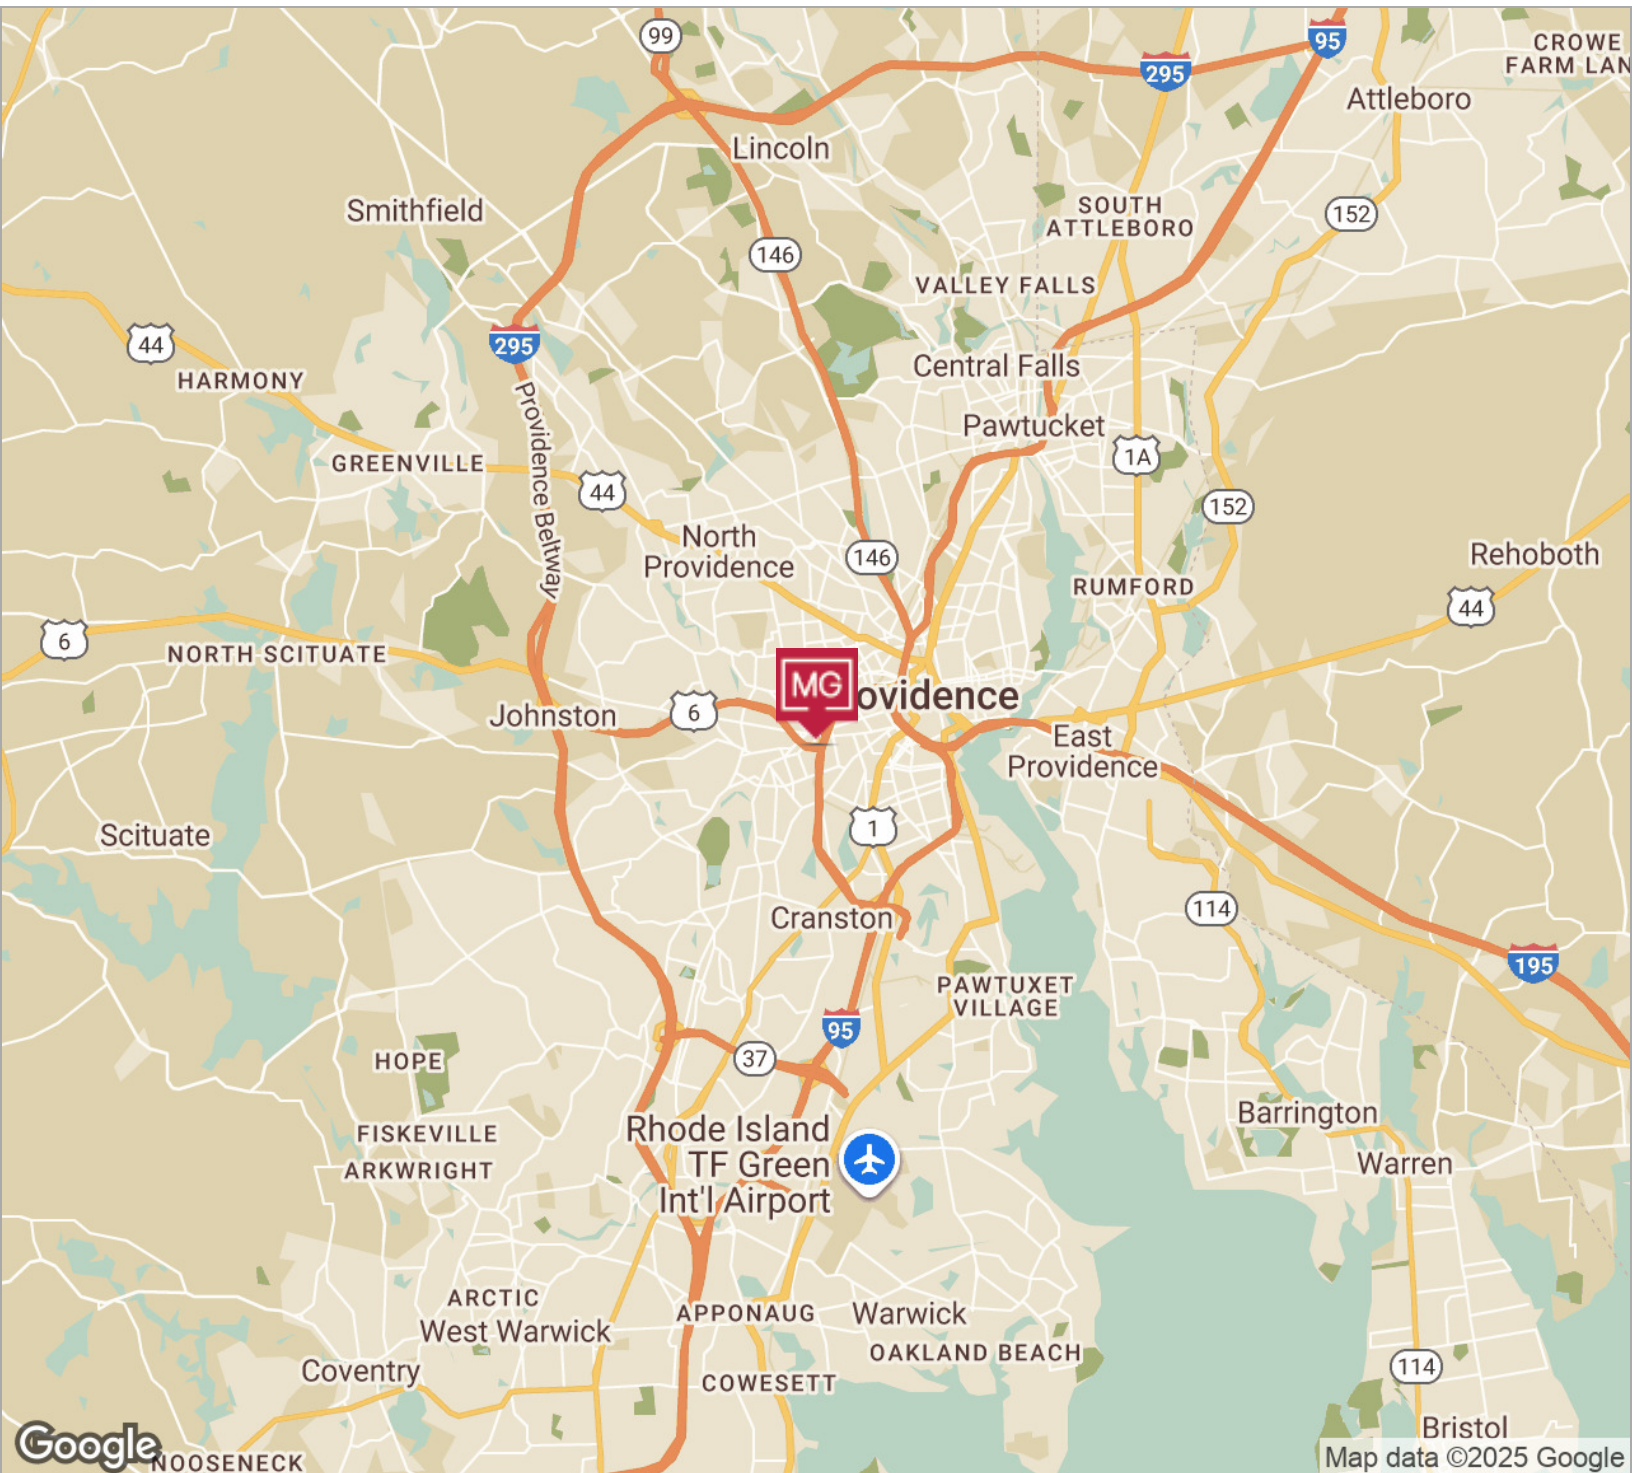 99
95
295
CROWE
FARM LAN
Attleboro
Lincoln
Smithfield
SOUTH
ATTLEBORO
152
146
VALLEY FALLS
44
295
Central Falls
HARMONY
Providence Beltway
Pawtucket
1A
GREENVILLE
44
152
North
Providence
146
Rehoboth
RUMFORD
44
6
NORTH SCITUATE
MG
ovidence
Johnston
6
East
Providence
Scituate
1
114
Cranston
195
PAWTUXET
VILLAGE
95
HOPE
37
Barrington
Rhode Island
TF Green
Int'l Airport
FISKEVILLE
ARKWRIGHT
Warren
ARCTIC
West Warwick
APPONAUG
Warwick
OAKLAND BEACH
Coventry
COWESETT
114
Bristol
Google
NOOSENECK
Map data ©2025 Google